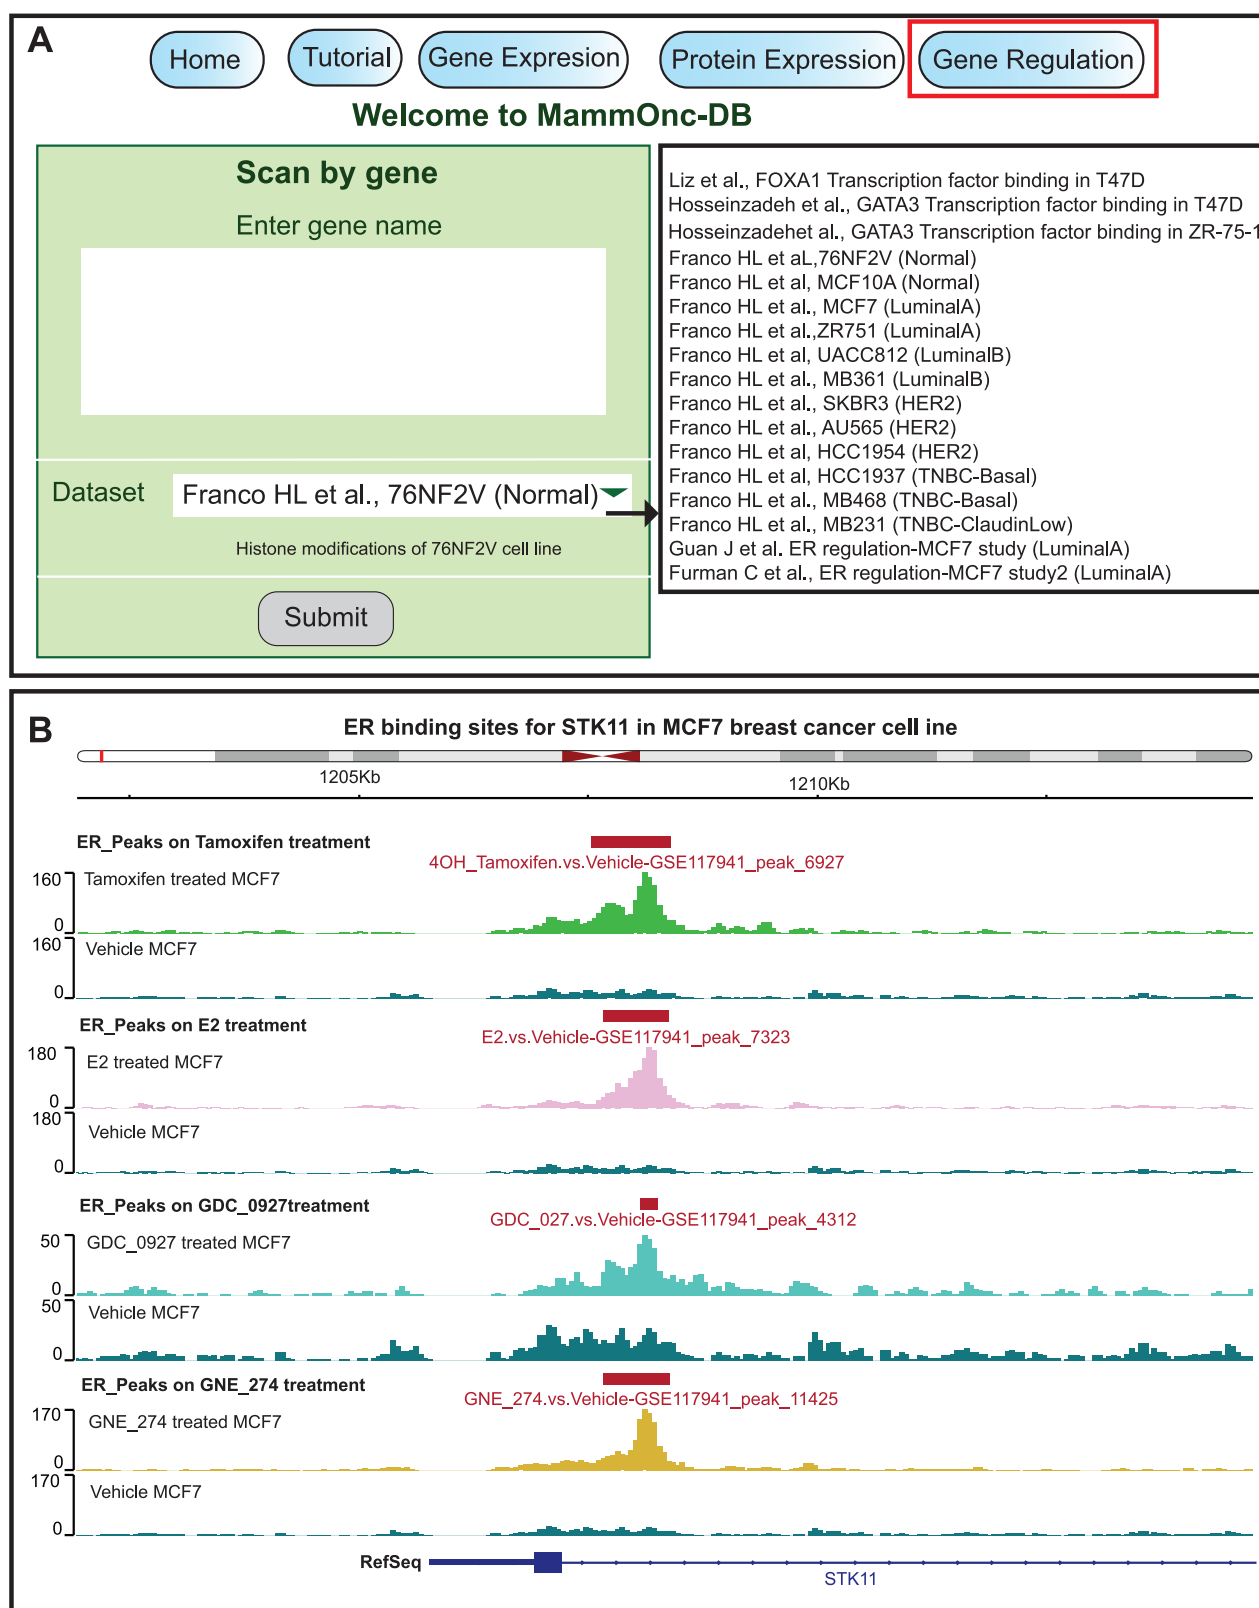 A
Home
Tutorial
Gene Expresion
Protein Expression
Gene Regulation
Welcome to MammOnc-DB
Scan by gene
Enter gene name
Dataset
Franco HL et al., 76NF2V (Normal)
Histone modifications of 76NF2V cell line
Submit
Liz et al., FOXA1 Transcription factor binding in T47D
Hosseinzadeh et al., GATA3 Transcription factor binding in T47D
Hosseinzadehet al., GATA3 Transcription factor binding in ZR-75-1
Franco HL et aL,76NF2V (Normal)
Franco HL et al, MCF10A (Normal)
Franco HL et al., MCF7 (LuminalA)
Franco HL et al.,ZR751 (LuminalA)
Franco HL et al, UACC812 (LuminalB)
Franco HL et al., MB361 (LuminalB)
Franco HL et al., SKBR3 (HER2)
Franco HL et al., AU565 (HER2)
Franco HL et al, HCC1954 (HER2)
Franco HL et al, HCC1937 (TNBC-Basal)
Franco HL et al., MB468 (TNBC-Basal)
Franco HL et al., MB231 (TNBC-ClaudinLow)
Guan J et al. ER regulation-MCF7 study (LuminalA)
Furman C et al., ER regulation-MCF7 study2 (LuminalA)
B
ER binding sites for STK11 in MCF7 breast cancer cell ine
1205Kb
1210Kb
ER_Peaks on Tamoxifen treatment
4OH_Tamoxifen.vs.Vehicle-GSE117941_peak_6927
160
Tamoxifen treated MCF7
0
160
Vehicle MCF7
0
ER_Peaks on E2 treatment
E2.vs.Vehicle-GSE117941_peak_7323
180
E2 treated MCF7
0
180
Vehicle MCF7
0
ER_Peaks on GDC_0927treatment
GDC_027.vs.Vehicle-GSE117941_peak_4312
50
GDC_0927 treated MCF7
0
50
Vehicle MCF7
0
ER_Peaks on GNE_274 treatment
GNE_274.vs.Vehicle-GSE117941_peak_11425
170
GNE_274 treated MCF7
0
170
Vehicle MCF7
0
RefSeq
STK11